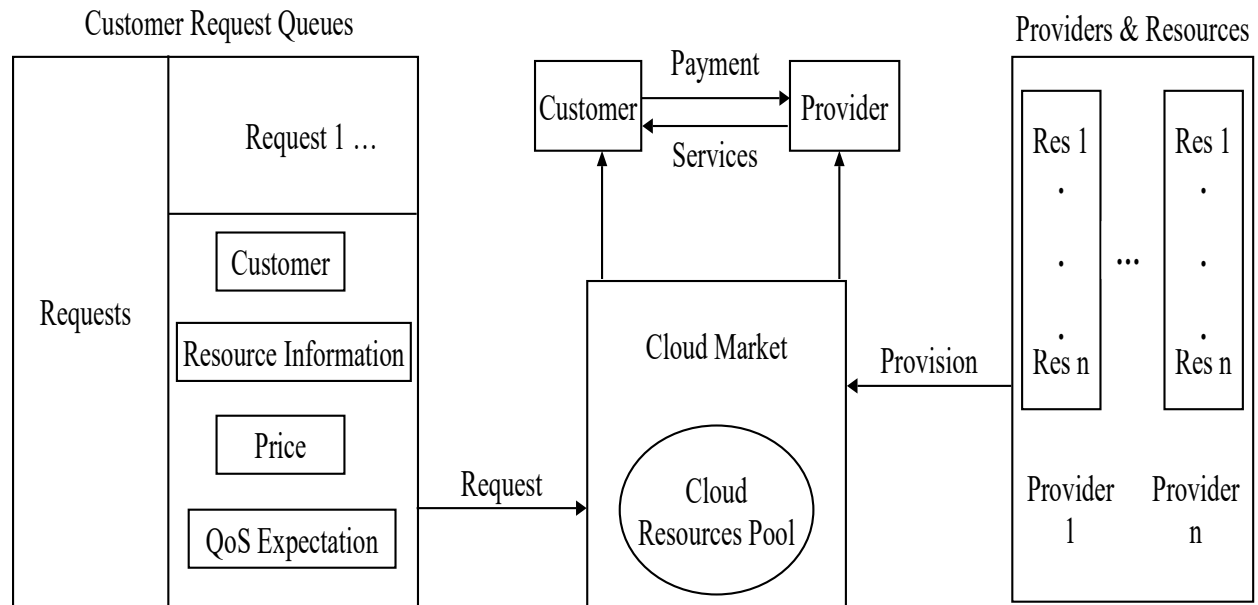 Customer Request Queues
Requests
Request 1 ...
Customer
Resource Information
Price
QoS Expectation
Request
Customer
Payment
Services
Provider
Cloud Market
Cloud
Resources Pool
Provision
Providers & Resources
Res 1
.
.
.
Res n
...
Res 1
.
.
.
Res n
Provider
1
Provider
n